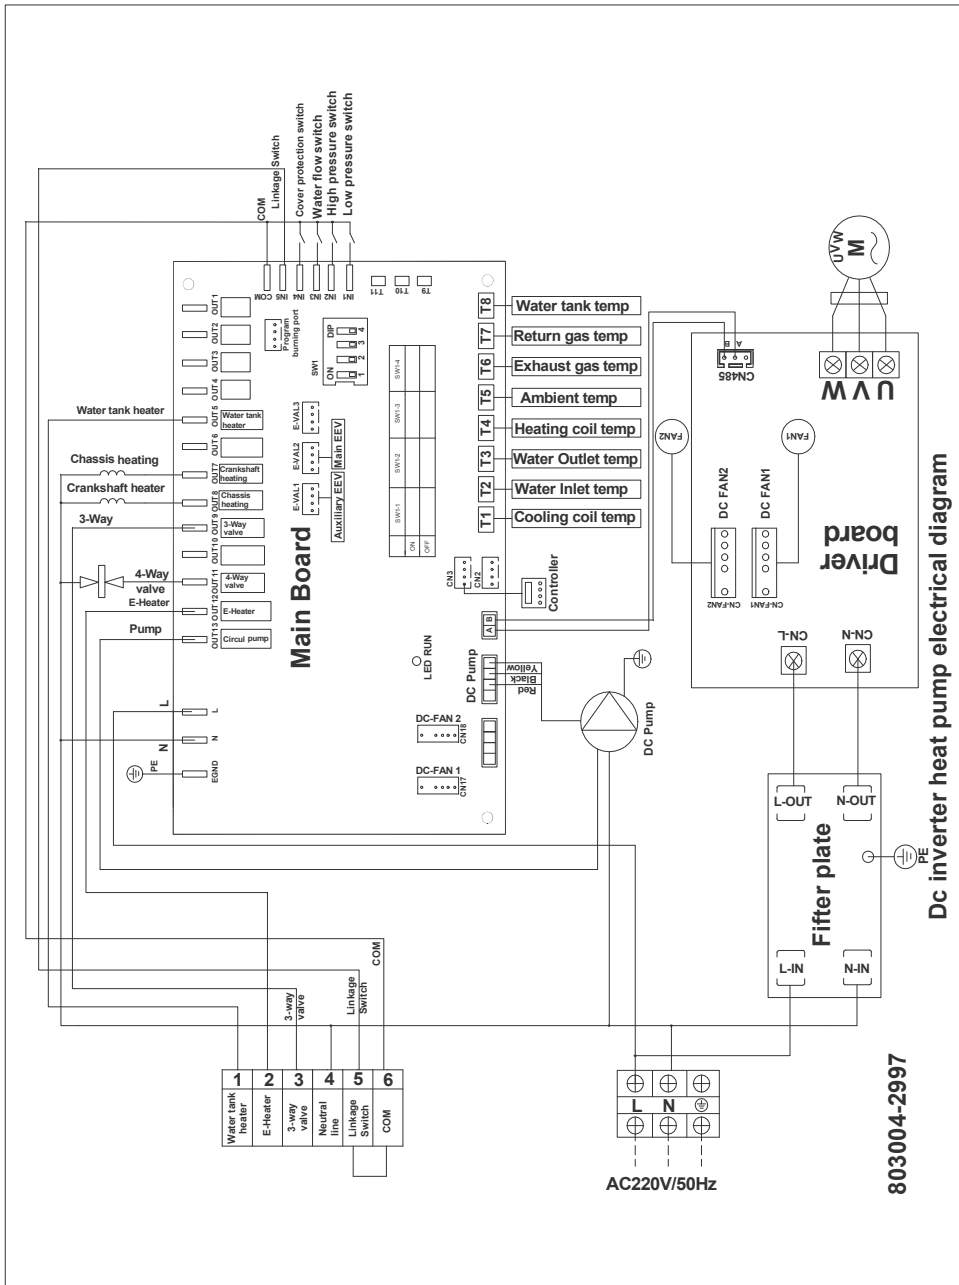 COM
Linkage Switch
Cover protection switch
Water flow switch
High pressure switch
Low pressure switch
COM
IN5
IN4
IN3
IN2
IN1
T11
T10
T9
OUT1
OUT2
OUT3
OUT4
OUT5
OUT6
OUT7
OUT8
OUT9
OUT10
OUT11
OUT12
OUT13
Water tank heater
Chassis heating
Crankshaft heater
3-Way
4-Way
valve
E-Heater
Pump
L
N
PE
L
N
EGND
Water tank
heater
Crankshaft
heating
Chassis
heating
3-Way
valve
4-Way
valve
E-Heater
Circul pump
Program
burning port
SW1
ON
DIP
1
2
3
4
E-VAL3
E-VAL2
E-VAL1
Main EEV
Auxiliary EEV
SW1-1
SW1-2
SW1-3
SW1-4
ON
OFF
Main Board
LED RUN
T8 Water tank temp
T7 Return gas temp
T6 Exhaust gas temp
T5 Ambient temp
T4 Heating coil temp
T3 Water Outlet temp
T2 Water Inlet temp
T1 Cooling coil temp
CN3
CN2
Controller
A B
DC Pump
Yellow
Black
Red
DC-FAN 2
CN18
DC-FAN 1
CN17
DC Pump
U V W
M
U V W
B
A
CN485
FAN2
FAN1
DC FAN2
DC FAN1
CN-FAN2
CN-FAN1
Driver
board
CN-L
CN-N
L-OUT
N-OUT
Fifter plate
PE
L-IN
N-IN
COM
Linkage
Switch
3-way
valve
1
2
3
4
5
6
Water tank
heater
E-Heater
3-way
valve
Neutral
line
Linkage
Switch
COM
L
N
AC220V/50Hz
803004-2997
Dc inverter heat pump electrical diagram